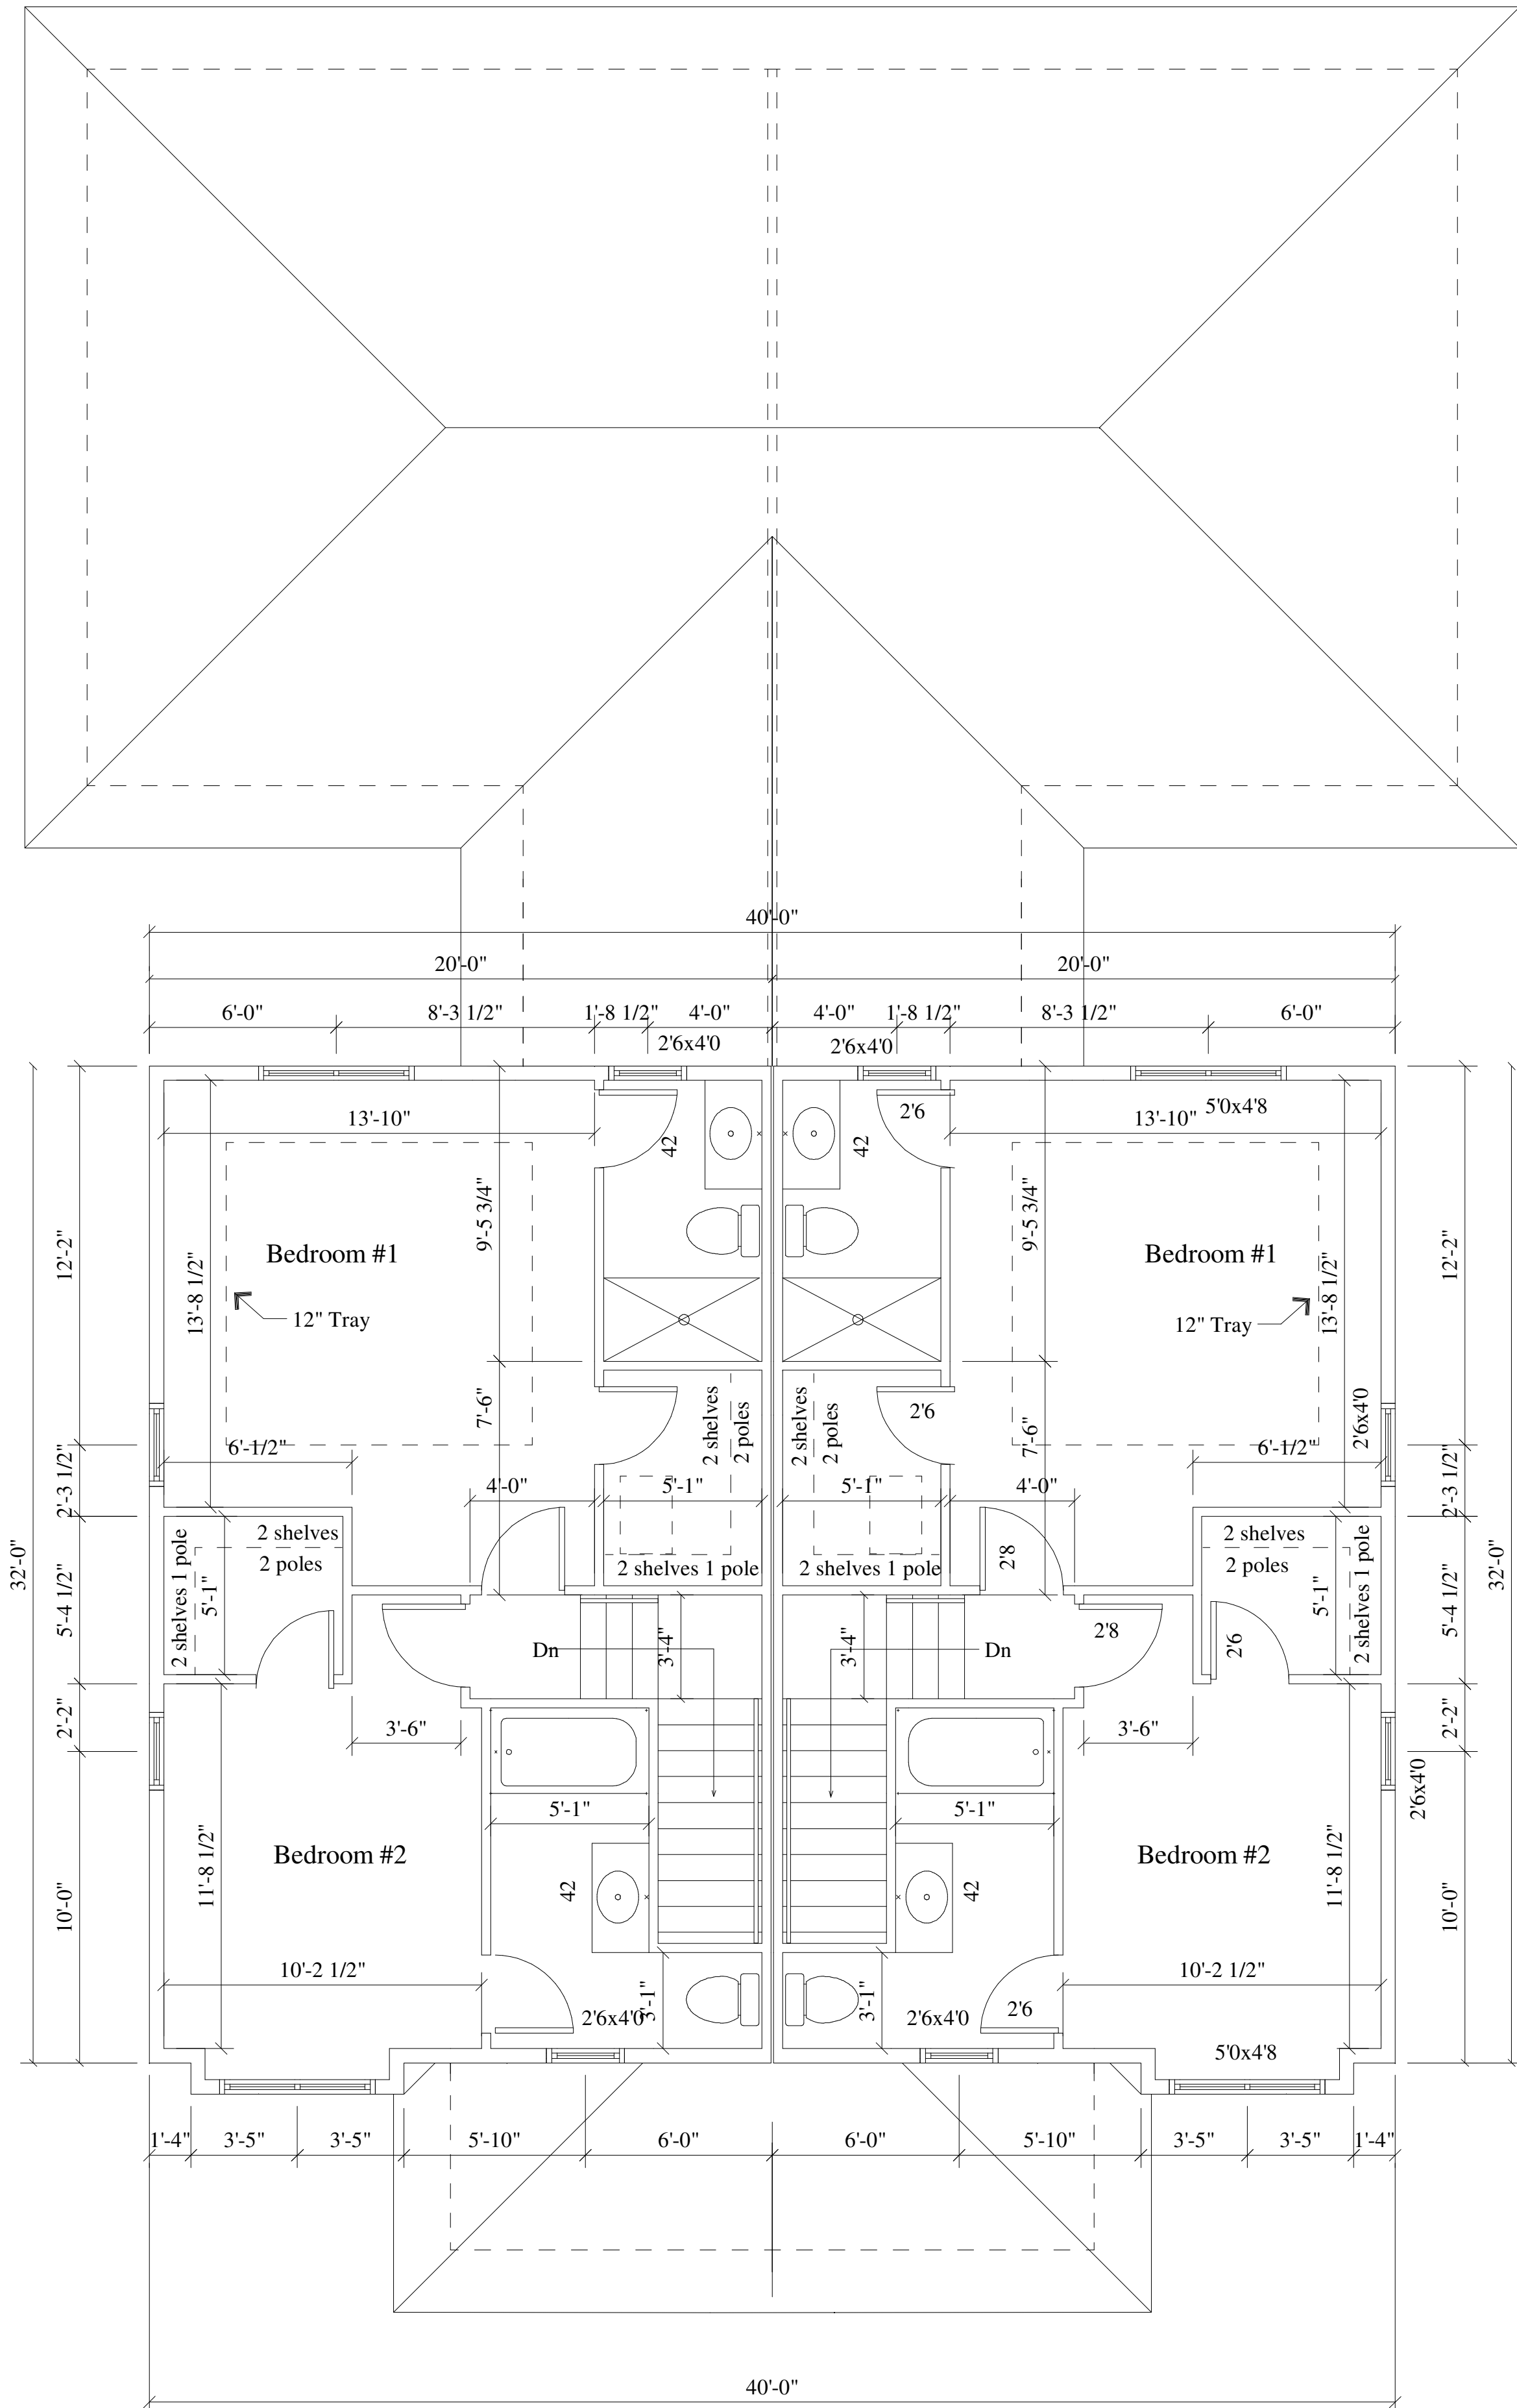 40'-0"
20'-0" 20'-0"
6'-0" 8'-3 1/2" 1'-8 1/2" 4'-0" 4'-0" 1'-8 1/2" 8'-3 1/2" 6'-0"
2'6x4'0 2'6x4'0
13'-10" 2'6 5'0x4'8
13'-10"
42 42
9'-5 3/4" 9'-5 3/4"
12'-2" 12'-2"
Bedroom #1 Bedroom #1
13'-8 1/2" 13'-8 1/2"
12" Tray 12" Tray
7'-6" 2 shelves 2 poles 2 shelves 2 poles 2'6 7'-6" 2'6x4'0
6'-1/2" 6'-1/2"
2'-3 1/2" 4'-0" 5'-1" 5'-1" 4'-0" 2'-3 1/2"
32'-0" 32'-0"
2 shelves 2 shelves
2 poles 2 poles
2 shelves 1 pole 2 shelves 1 pole
2 shelves 1 pole 5'-1" 2'8 5'-1" 2 shelves 1 pole
5'-4 1/2" 5'-4 1/2"
Dn 3'-4" 3'-4" Dn 2'8 2'6
2'-2" 3'-6" 3'-6" 2'-2"
2'6x4'0
5'-1" 5'-1"
Bedroom #2 Bedroom #2
11'-8 1/2" 42 42 11'-8 1/2"
10'-0" 10'-0"
10'-2 1/2" 10'-2 1/2"
2'6x4'0 3'-1" 3'-1" 2'6x4'0 2'6
5'0x4'8
1'-4" 3'-5" 3'-5" 5'-10" 6'-0" 6'-0" 5'-10" 3'-5" 3'-5" 1'-4"
40'-0"